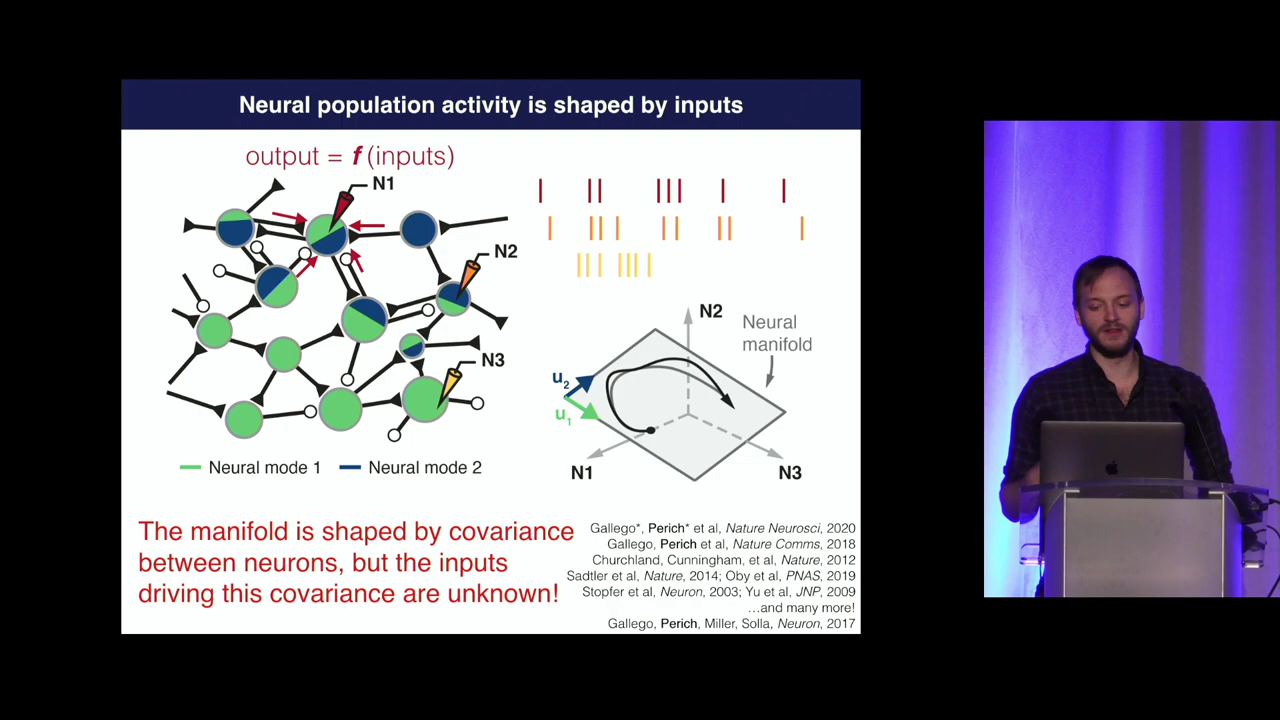 Neural population activity is shaped by inputs
output = f (inputs)
N1
N2
N3
Neural mode 1
Neural mode 2
N2
Neural
manifold
u2
u1
N1
N3
The manifold is shaped by covariance
between neurons, but the inputs
driving this covariance are unknown!
Gallego*, Perich* et al, Nature Neurosci, 2020
Gallego, Perich et al, Nature Comms, 2018
Churchland, Cunningham, et al, Nature, 2012
Sadtler et al, Nature, 2014; Oby et al, PNAS, 2019
Stopfer et al, Neuron, 2003; Yu et al, JNP, 2009
…and many more!
Gallego, Perich, Miller, Solla, Neuron, 2017